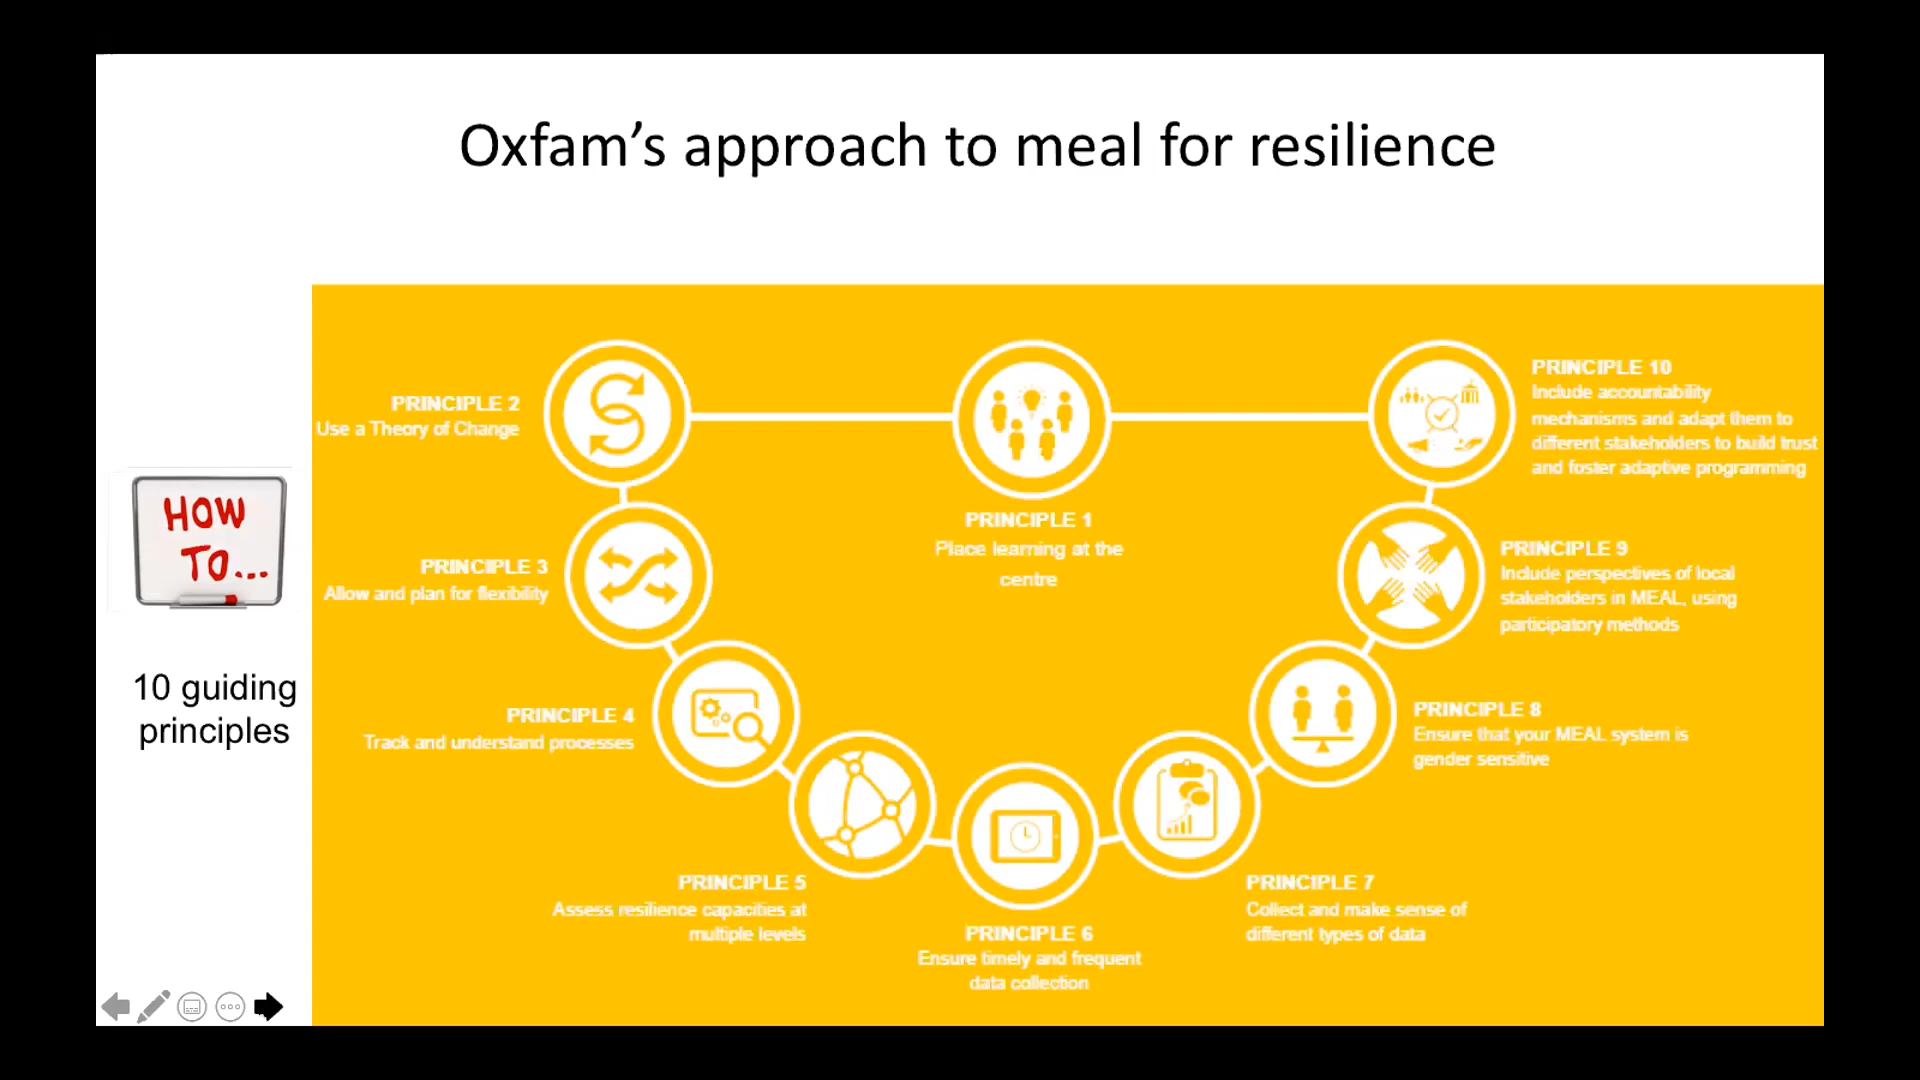 Oxfam’s approach to meal for resilience
HOW
TO...
10 guiding
principles
PRINCIPLE 1
Place learning at the
centre
PRINCIPLE 2
Use a Theory of Change
PRINCIPLE 3
Allow and plan for flexibility
PRINCIPLE 4
Track and understand processes
PRINCIPLE 5
Assess resilience capacities at
multiple levels
PRINCIPLE 6
Ensure timely and frequent
data collection
PRINCIPLE 7
Collect and make sense of
different types of data
PRINCIPLE 8
Ensure that your MEAL system is
gender sensitive
PRINCIPLE 9
Include perspectives of local
stakeholders in MEAL, using
participatory methods
PRINCIPLE 10
Include accountability
mechanisms and adapt them to
different stakeholders to build trust
and foster adaptive programming